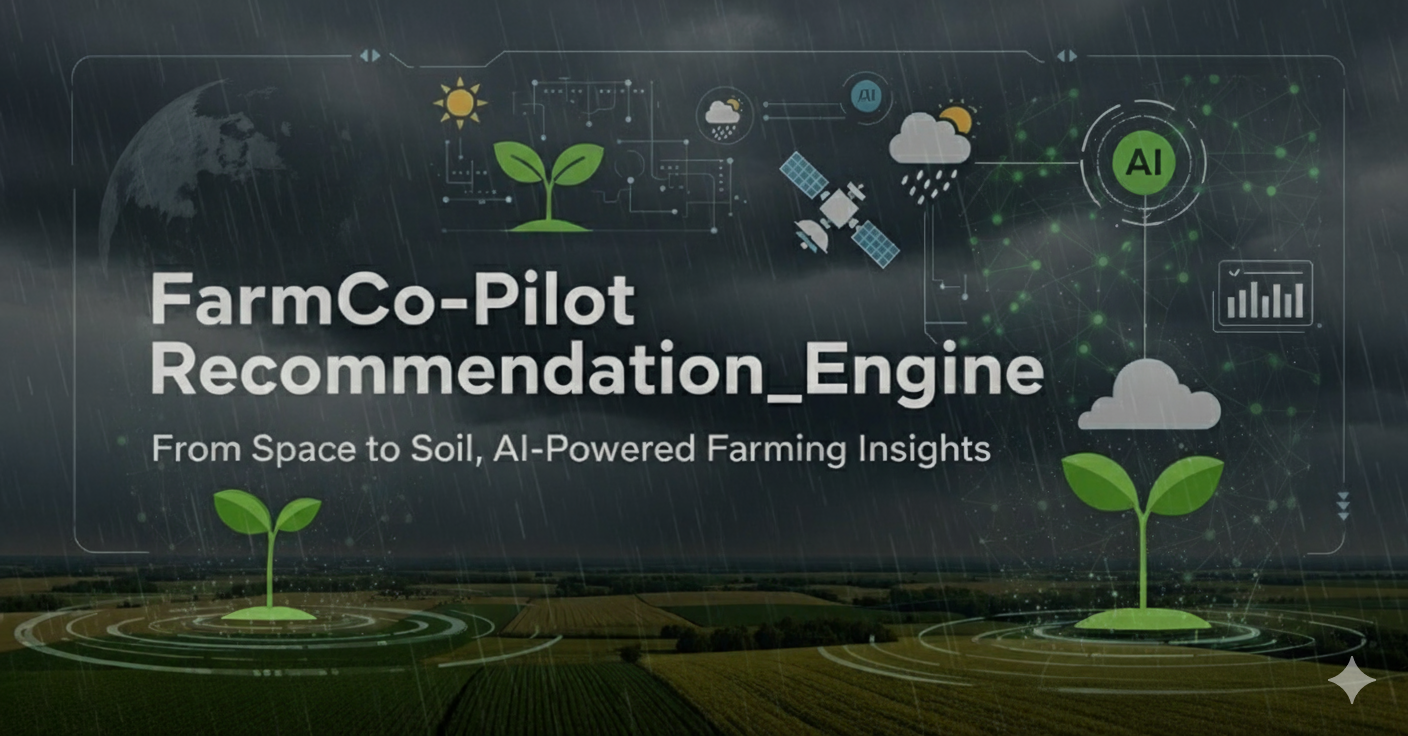 AI
AI
FarmCo-Pilot
Recommendation_Engine
From Space to Soil, AI-Powered Farming Insights